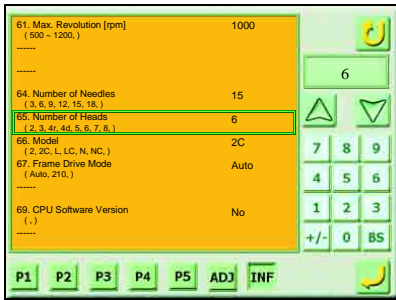 61. Max. Revolution [rpm] 1000
( 500 ~ 1200, )
------
------
6
64. Number of Needles 15
( 3, 6, 9, 12, 15, 18, )
65. Number of Heads 6
( 2, 3, 4r, 4d, 5, 6, 7, 8, )
66. Model 2C
( 2, 2C, L, LC, N, NC, )
67. Frame Drive Mode Auto
( Auto, 210, )
------
69. CPU Software Version No
( , )
------
7 8 9
4 5 6
1 2 3
+/- 0 BS
P1 P2 P3 P4 P5 ADJ INF